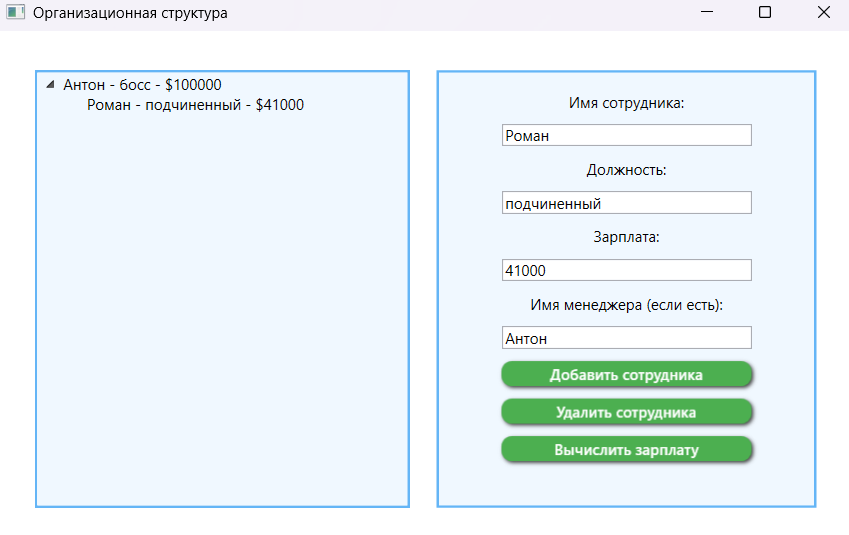 Организационная структура
Антон - босс - $100000
Роман - подчиненный - $41000
Имя сотрудника:
Роман
Должность:
подчиненный
Зарплата:
41000
Имя менеджера (если есть):
Антон
Добавить сотрудника
Удалить сотрудника
Вычислить зарплату